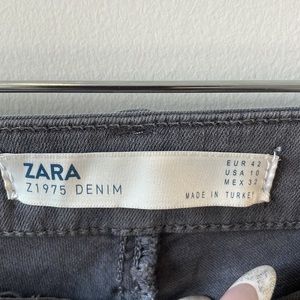 ZARA
Z1975 DENIM
EUR 42
USA 10
MEX 32
MADE IN TURKEY